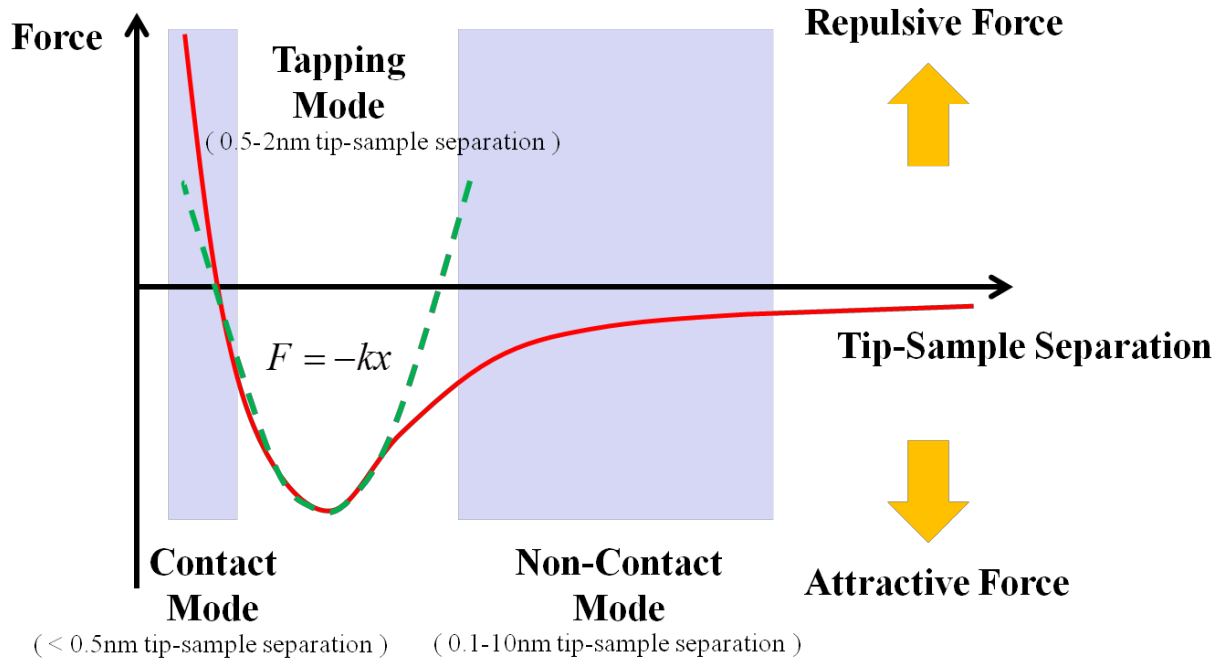 Force
Repulsive Force
Tapping
Mode
( 0.5-2nm tip-sample separation )
Tip-Sample Separation
F = -kx
Contact
Mode
( < 0.5nm tip-sample separation )
Non-Contact
Mode
( 0.1-10nm tip-sample separation )
Attractive Force